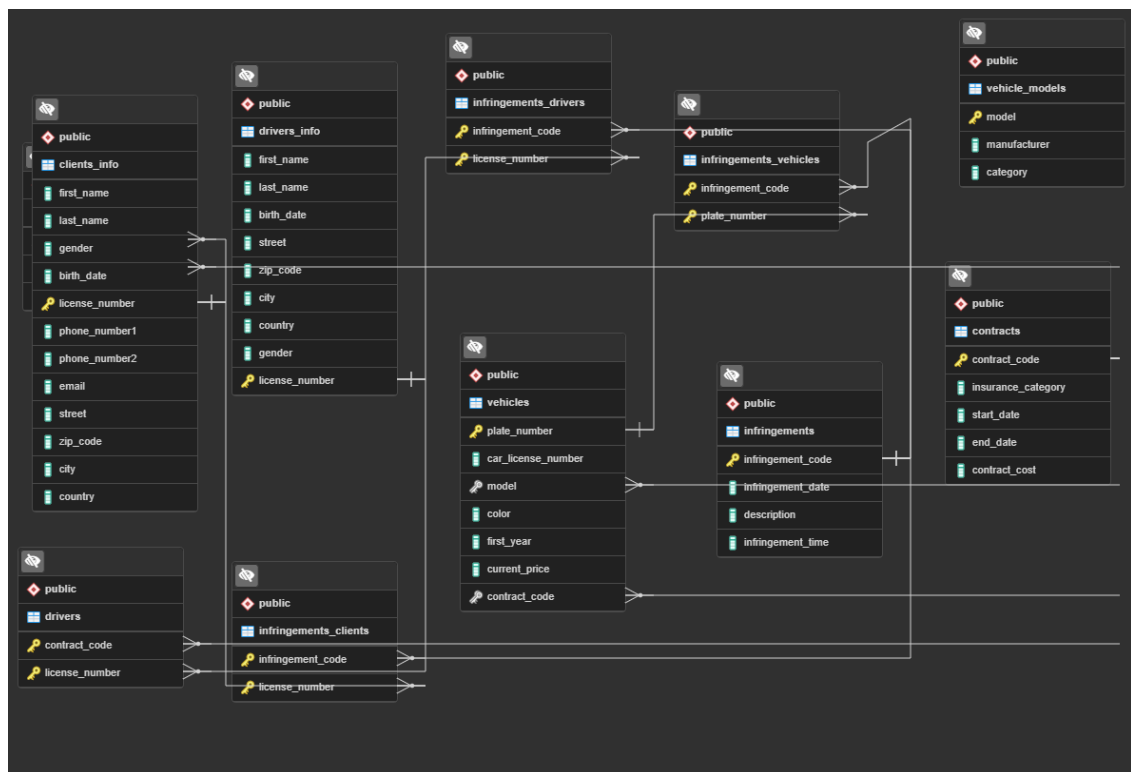 public
clients_info
first_name
last_name
gender
birth_date
license_number
phone_number1
phone_number2
email
street
zip_code
city
country
public
drivers_info
first_name
last_name
birth_date
street
zip_code
city
country
gender
license_number
public
infringements_drivers
infringement_code
license_number
public
infringements_vehicles
infringement_code
plate_number
public
vehicle_models
model
manufacturer
category
public
vehicles
plate_number
car_license_number
model
color
first_year
current_price
contract_code
public
infringements
infringement_code
infringement_date
description
infringement_time
public
contracts
contract_code
insurance_category
start_date
end_date
contract_cost
public
drivers
contract_code
license_number
public
infringements_clients
infringement_code
license_number